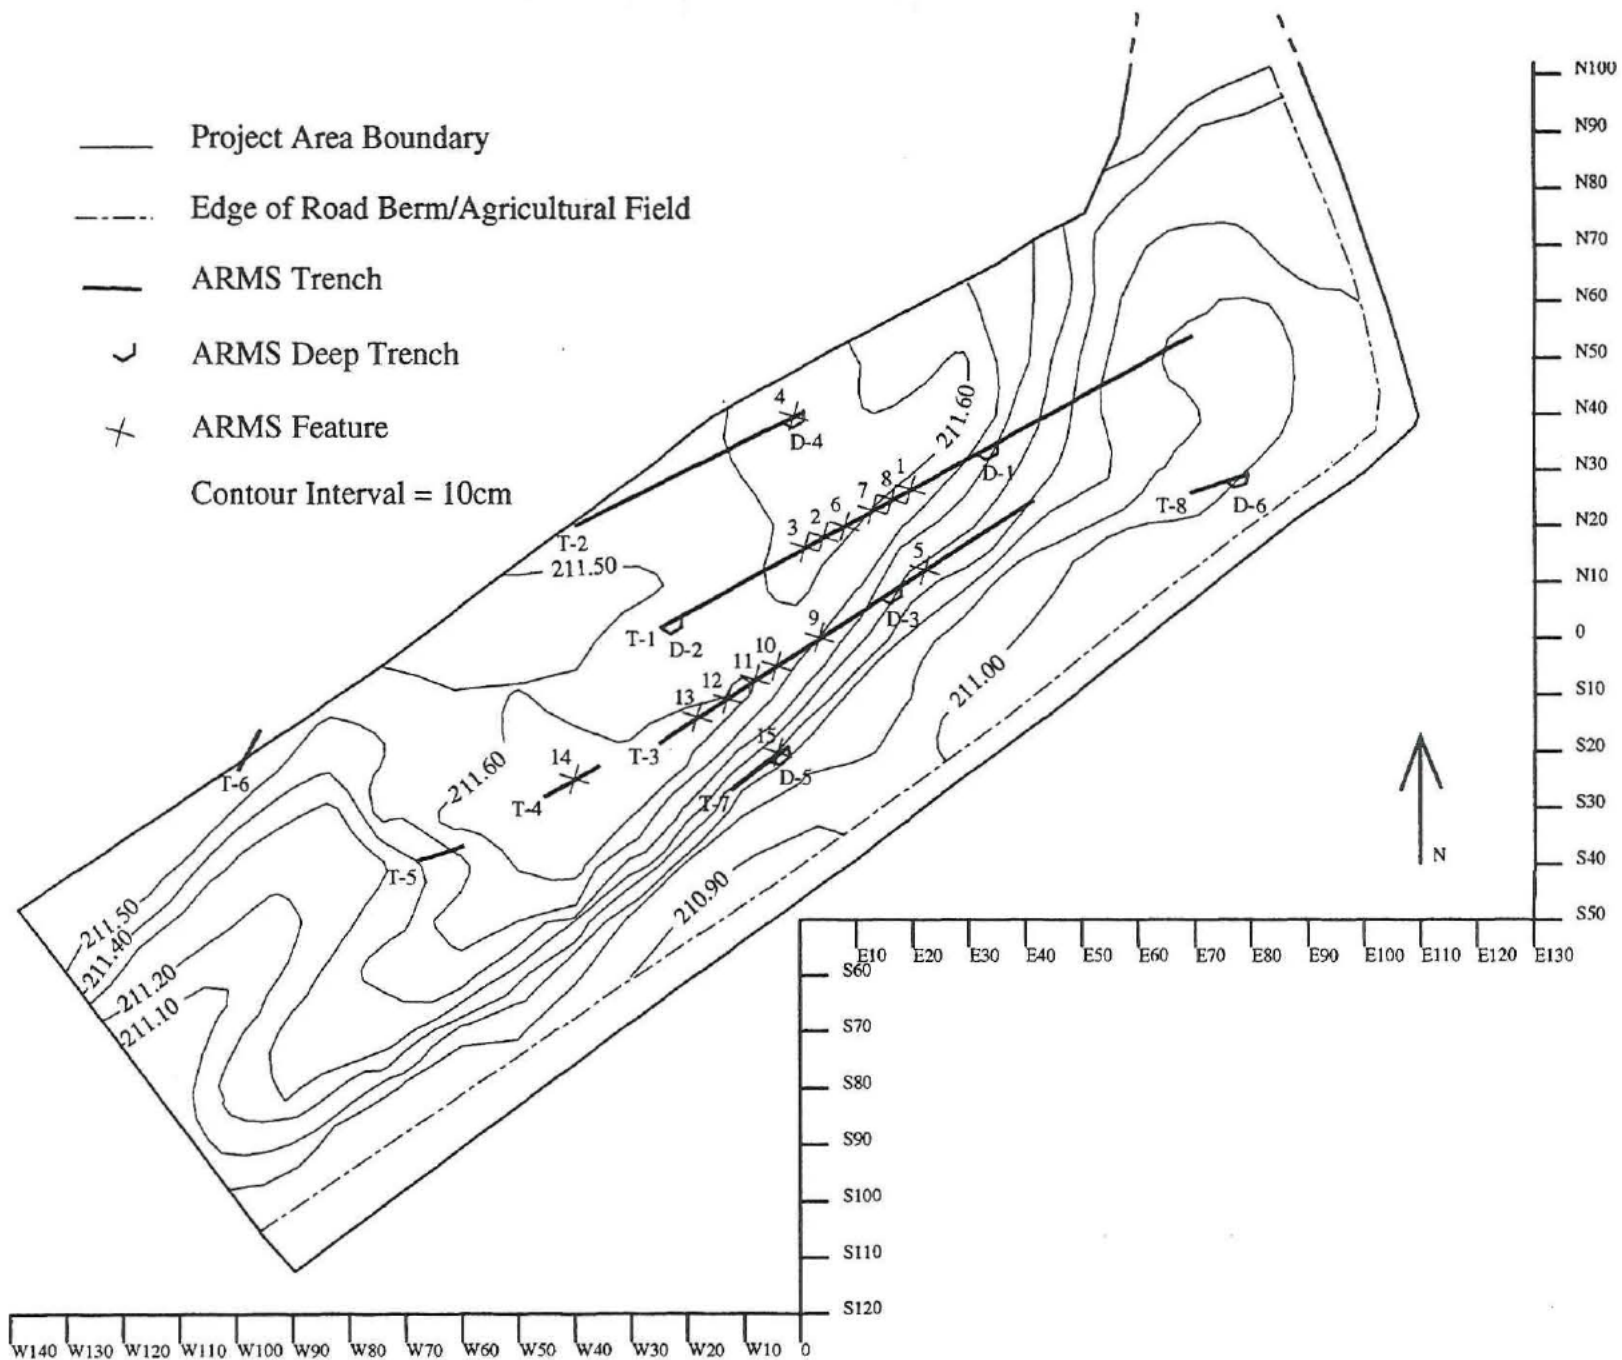 Project Area Boundary
Edge of Road Berm/Agricultural Field
ARMS Trench
ARMS Deep Trench
ARMS Feature
Contour Interval = 10cm
N100
N90
N80
N70
N60
N50
N40
N30
N20
N10
0
S10
S20
S30
S40
S50
4
D-4
211.60
1
8
7
6
2
3
D-1
T-8
D-6
T-2
211.50
5
D-3
T-1
D-2
9
10
11
12
13
211.00
T-3
15
D-5
T-7
14
211.60
T-4
T-6
T-5
210.90
N
211.50
211.40
211.20
211.10
E10 E20 E30 E40 E50 E60 E70 E80 E90 E100 E110 E120 E130
S60
S70
S80
S90
S100
S110
S120
W140 W130 W120 W110 W100 W90 W80 W70 W60 W50 W40 W30 W20 W10 0